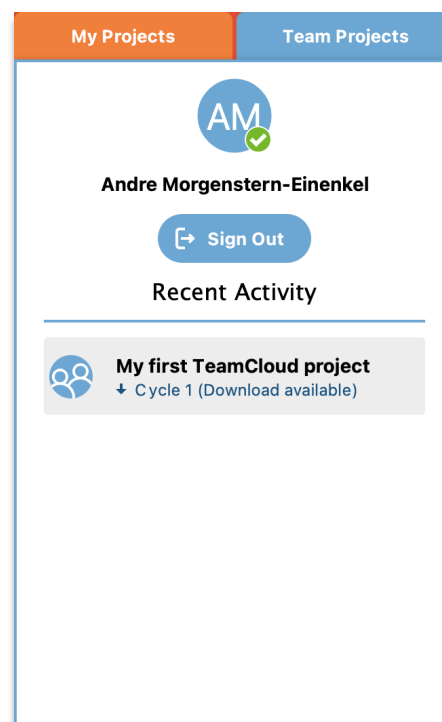 My Projects
Team Projects
AM
Andre Morgenstern-Einenkel
Sign Out
Recent Activity
My first TeamCloud project
Cycle 1 (Download available)